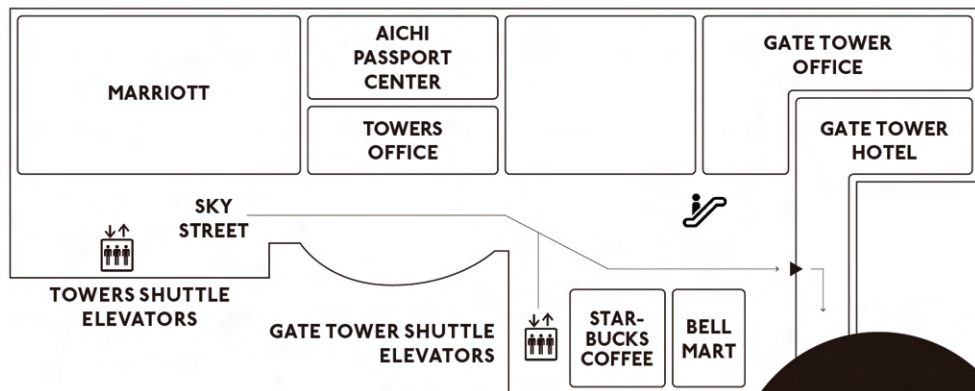 MARRIOTT
AICHI
PASSPORT
CENTER
TOWERS
OFFICE
GATE TOWER
OFFICE
GATE TOWER
HOTEL
SKY
STREET
TOWERS SHUTTLE
ELEVATORS
GATE TOWER SHUTTLE
ELEVATORS
STAR-
BUCKS
COFFEE
BELL
MART